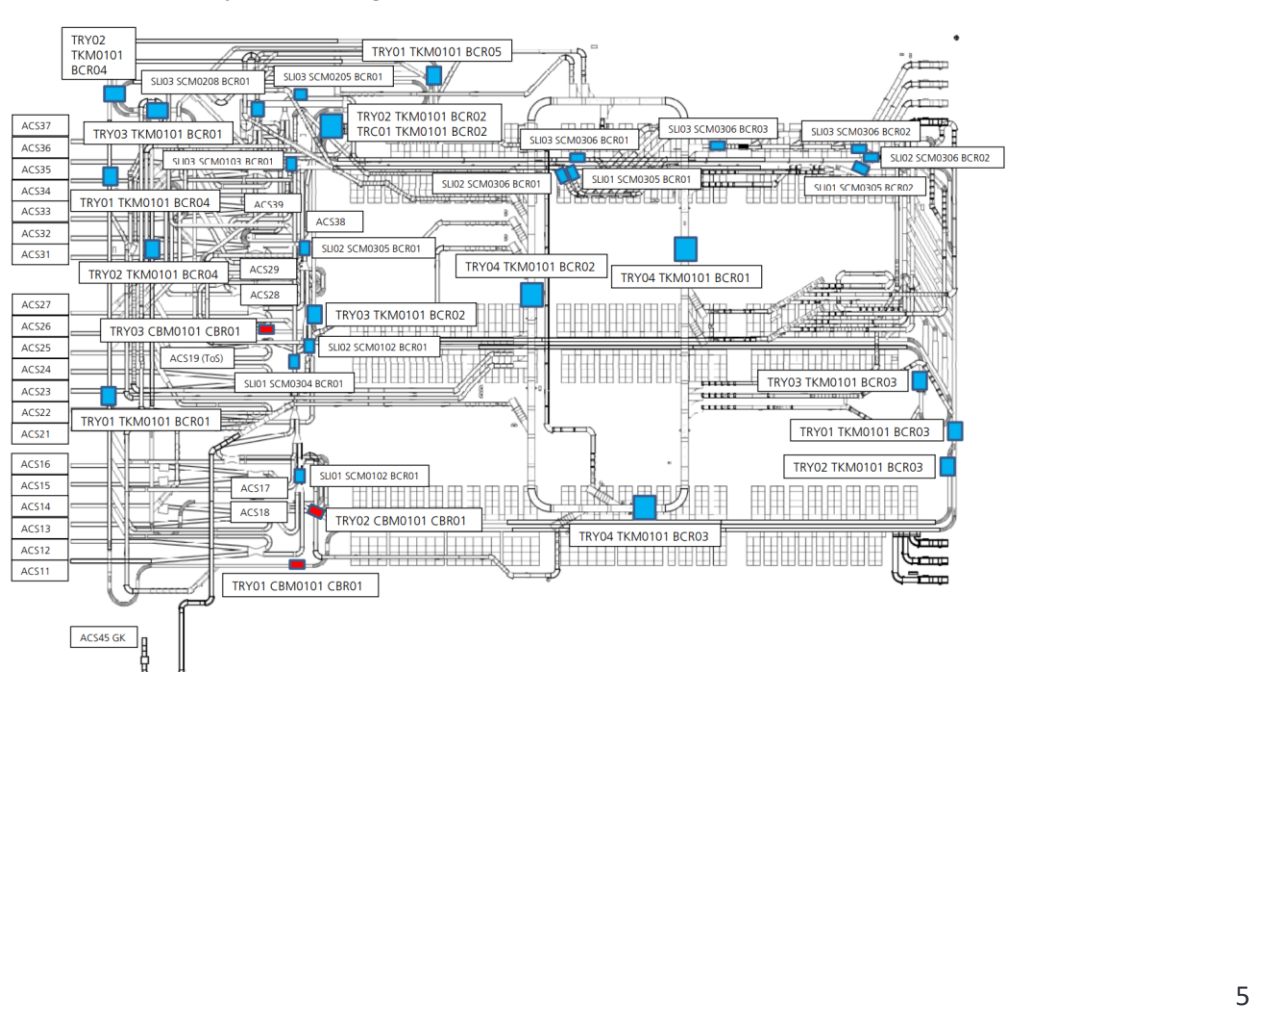 TRY02
TKM0101
BCR04
TRY01 TKM0101 BCR05
SLI03 SCM0208 BCR01
SLI03 SCM0205 BCR01
TRY02 TKM0101 BCR02
TRC01 TKM0101 BCR02
ACS37
TRY03 TKM0101 BCR01
SLI03 SCM0306 BCR01
SLI03 SCM0306 BCR03
SLI03 SCM0306 BCR02
ACS36
SLI03 SCM0103 BCR01
SLI02 SCM0306 BCR02
ACS35
SLI02 SCM0306 BCR01
SLI01 SCM0305 BCR01
SLI01 SCM0305 BCR02
ACS34
TRY01 TKM0101 BCR04
ACS39
ACS33
ACS38
ACS32
SLI02 SCM0305 BCR01
ACS31
TRY02 TKM0101 BCR04
ACS29
TRY04 TKM0101 BCR02
TRY04 TKM0101 BCR01
ACS28
ACS27
TRY03 TKM0101 BCR02
ACS26
TRY03 CBM0101 CBR01
ACS25
SLI02 SCM0102 BCR01
ACS19 (ToS)
ACS24
SLI01 SCM0304 BCR01
TRY03 TKM0101 BCR03
ACS23
ACS22
TRY01 TKM0101 BCR01
TRY01 TKM0101 BCR03
ACS21
ACS16
TRY02 TKM0101 BCR03
SLI01 SCM0102 BCR01
ACS15
ACS17
ACS14
ACS18
TRY02 CBM0101 CBR01
ACS13
TRY04 TKM0101 BCR03
ACS12
ACS11
TRY01 CBM0101 CBR01
ACS45 GK
5